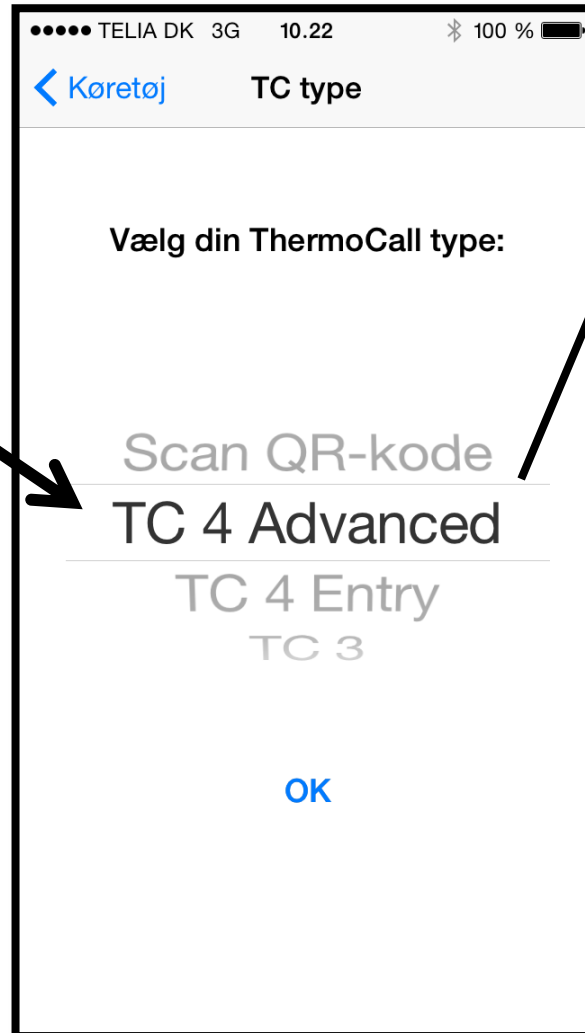 TELIA DK 3G 10.22 100 %
Køretøj TC type
Vælg din ThermoCall type:
Scan QR-kode
TC 4 Advanced
TC 4 Entry
TC 3
OK